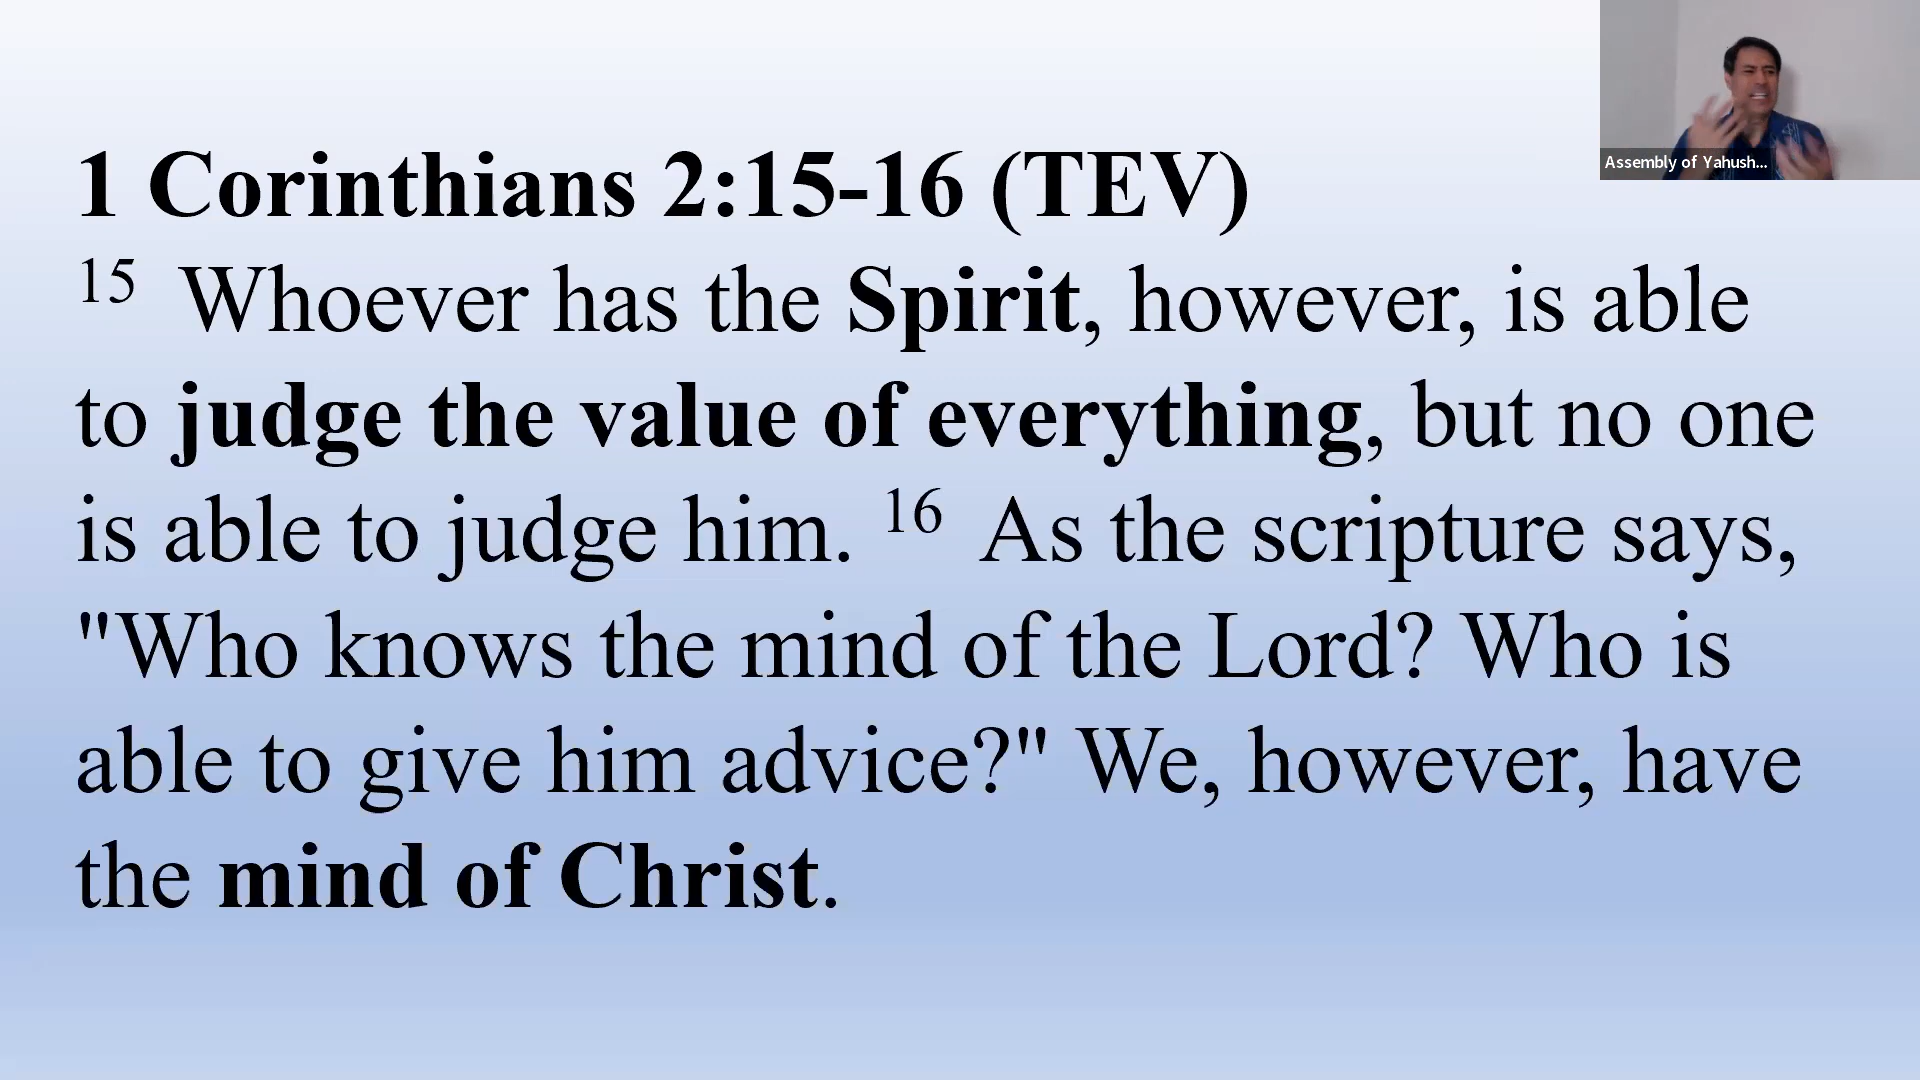 Assembly of Yahush...
1 Corinthians 2:15-16 (TEV)
15 Whoever has the Spirit, however, is able
to judge the value of everything, but no one
is able to judge him. 16 As the scripture says,
"Who knows the mind of the Lord? Who is
able to give him advice?" We, however, have
the mind of Christ.